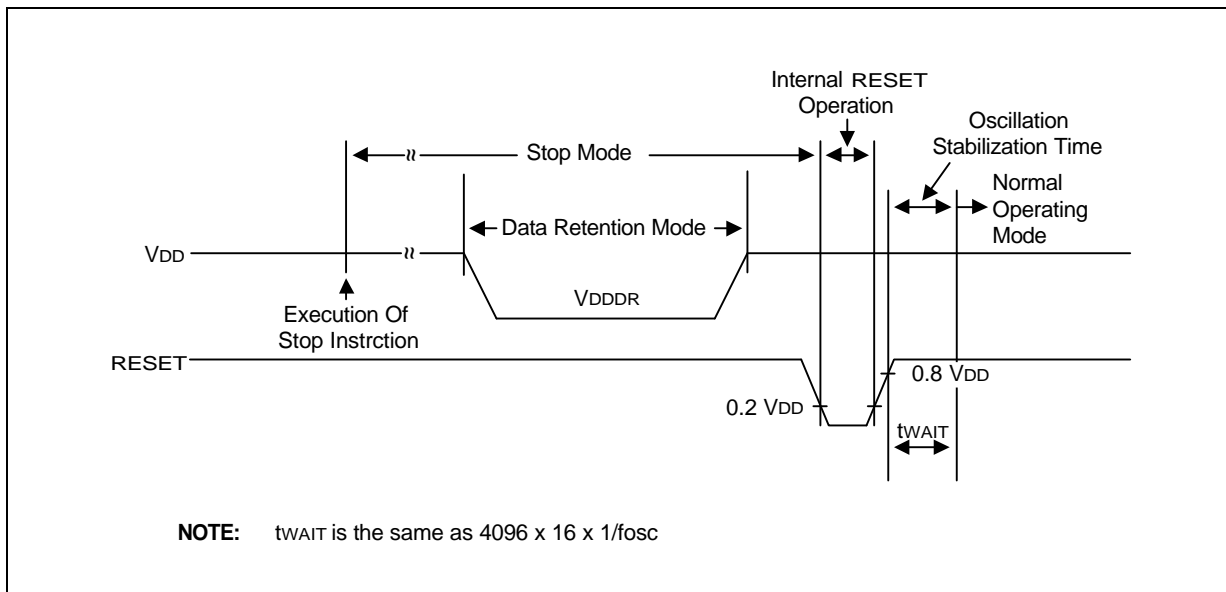 Internal RESET
Operation
Oscillation
Stabilization Time
Stop Mode
Normal
Operating
Mode
Data Retention Mode
VDD
VDDDR
Execution Of
Stop Instrction
RESET
0.8 VDD
0.2 VDD
tWAIT
NOTE: tWAIT is the same as 4096 x 16 x 1/fosc